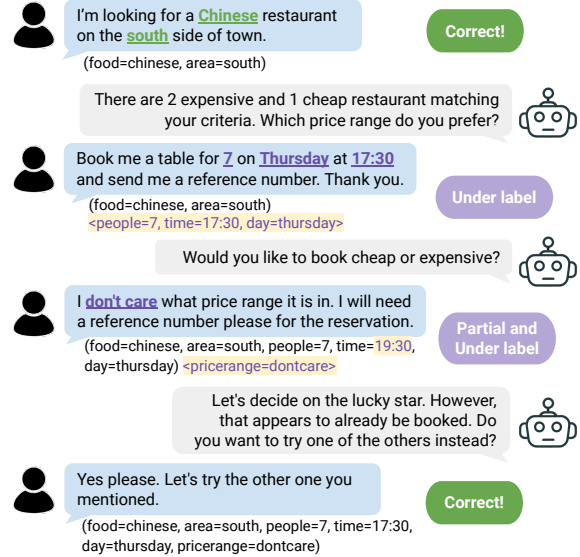 I'm looking for a Chinese restaurant
on the south side of town.
Correct!
(food=chinese, area=south)
There are 2 expensive and 1 cheap restaurant matching
your criteria. Which price range do you prefer?
Book me a table for 7 on Thursday at 17:30
and send me a reference number. Thank you.
Under label
(food=chinese, area=south)
<people=7, time=17:30, day=thursday>
Would you like to book cheap or expensive?
I don't care what price range it is in. I will need
a reference number please for the reservation.
Partial and
Under label
(food=chinese, area=south, people=7, time=19:30,
day=thursday) <pricerange=dontcare>
Let's decide on the lucky star. However,
that appears to already be booked. Do
you want to try one of the others instead?
Yes please. Let's try the other one you
mentioned.
Correct!
(food=chinese, area=south, people=7, time=17:30,
day=thursday, pricerange=dontcare)